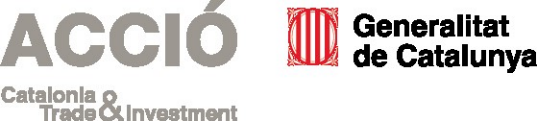 ACCIÓ
Catalonia
Trade & Investment
Generalitat
de Catalunya